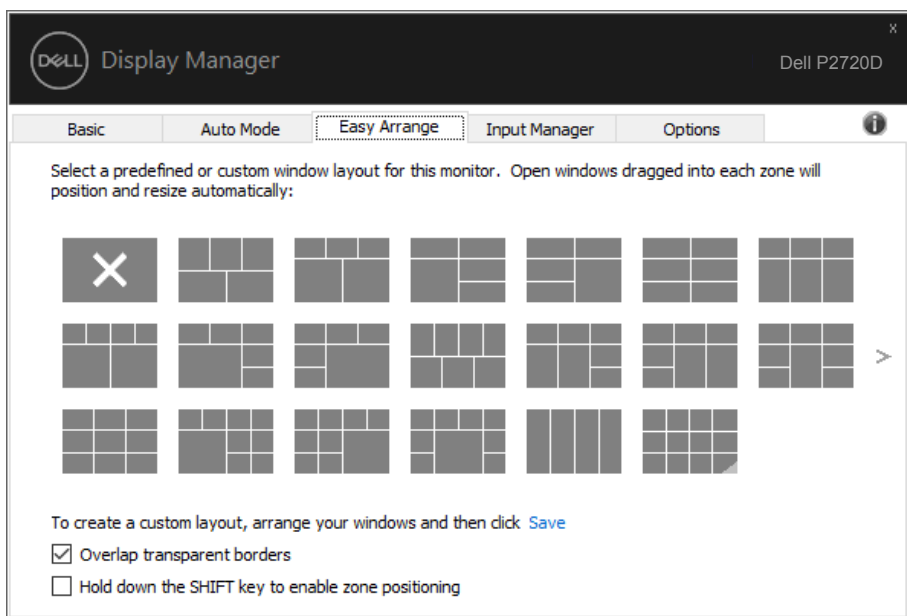 x
DELL Display Manager
Dell P2720D
Basic Auto Mode Easy Arrange Input Manager Options
Select a predefined or custom window layout for this monitor. Open windows dragged into each zone will
position and resize automatically:
>
To create a custom layout, arrange your windows and then click Save
Overlap transparent borders
Hold down the SHIFT key to enable zone positioning